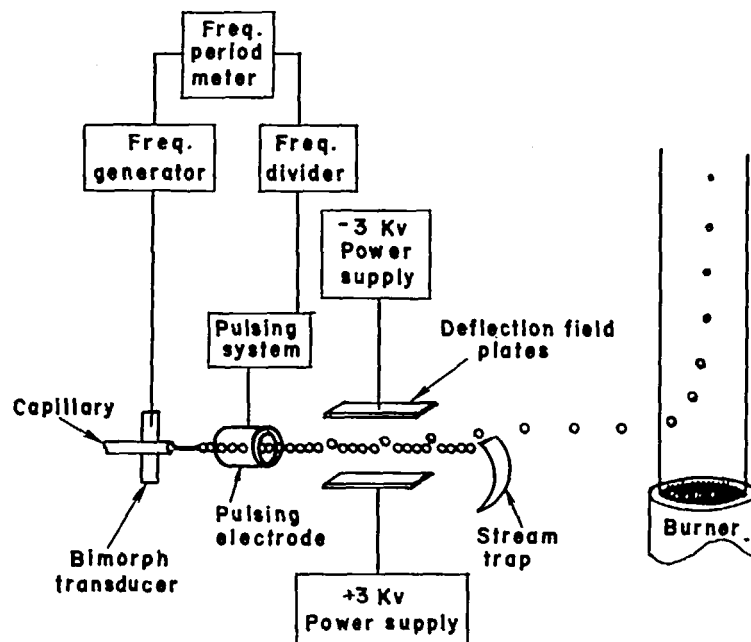 Freq.
period
meter
Freq.
generator
Freq.
divider
-3 Kv
Power
supply
Pulsing
system
Deflection field
plates
Capillary
Pulsing
electrode
Bimorph
transducer
Stream
trap
Burner
+3 Kv
Power supply